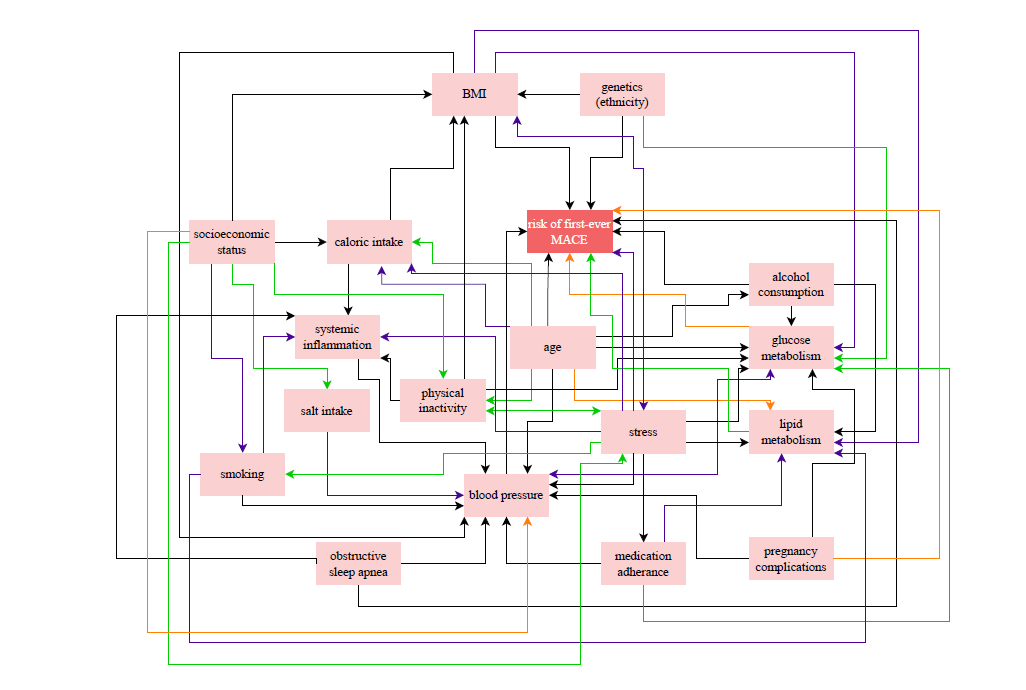 BMI
genetics
(ethnicity)
socioeconomic
status
caloric intake
risk of first-ever
MACE
alcohol
consumption
systemic
inflammation
age
glucose
metabolism
physical
inactivity
salt intake
stress
lipid
metabolism
smoking
blood pressure
obstructive
sleep apnea
medication
adherance
pregnancy
complications